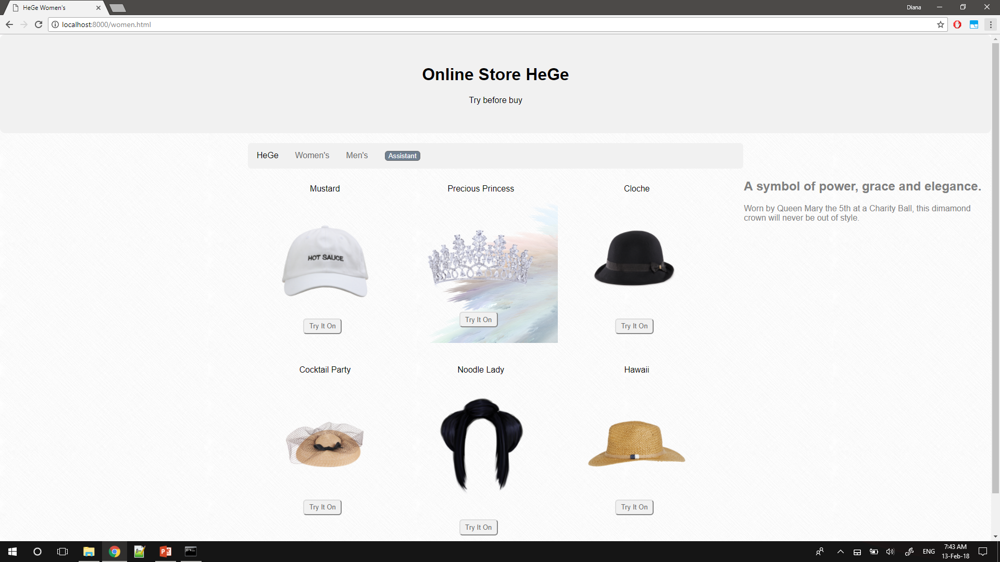 HeGe Women's
Diana
localhost:8000/women.html
Online Store HeGe
Try before buy
HeGe Women's Men's Assistant
Mustard
Precious Princess
Cloche
A symbol of power, grace and elegance.
Worn by Queen Mary the 5th at a Charity Ball, this dimamond
crown will never be out of style.
HOT SAUCE
Try It On
Try It On
Try It On
Cocktail Party
Noodle Lady
Hawaii
Try It On
Try It On
Try It On
ENG
7:43 AM
13-Feb-18